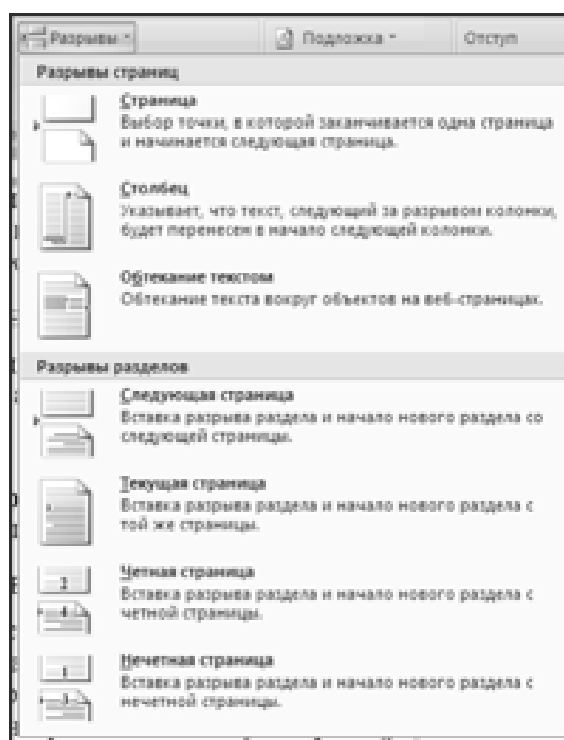 Разрывы Подложка Отступ
Разрывы страниц
Страница
Выбор точки, в которой заканчивается одна страница
и начинается следующая страница.
Столбец
Указывает, что текст, следующий за разрывом колонки,
будет перенесен в начало следующей колонки.
Обтекание текстом
Обтекание текста вокруг объектов на веб-страницах.
Разрывы разделов
Следующая страница
Вставка разрыва раздела и начало нового раздела со
следующей страницы.
Текущая страница
Вставка разрыва раздела и начало нового раздела с
той же страницы.
Четная страница
2
Вставка разрыва раздела и начало нового раздела с
4
четной страницы.
Нечетная страница
1
Вставка разрыва раздела и начало нового раздела с
3
нечетной страницы.